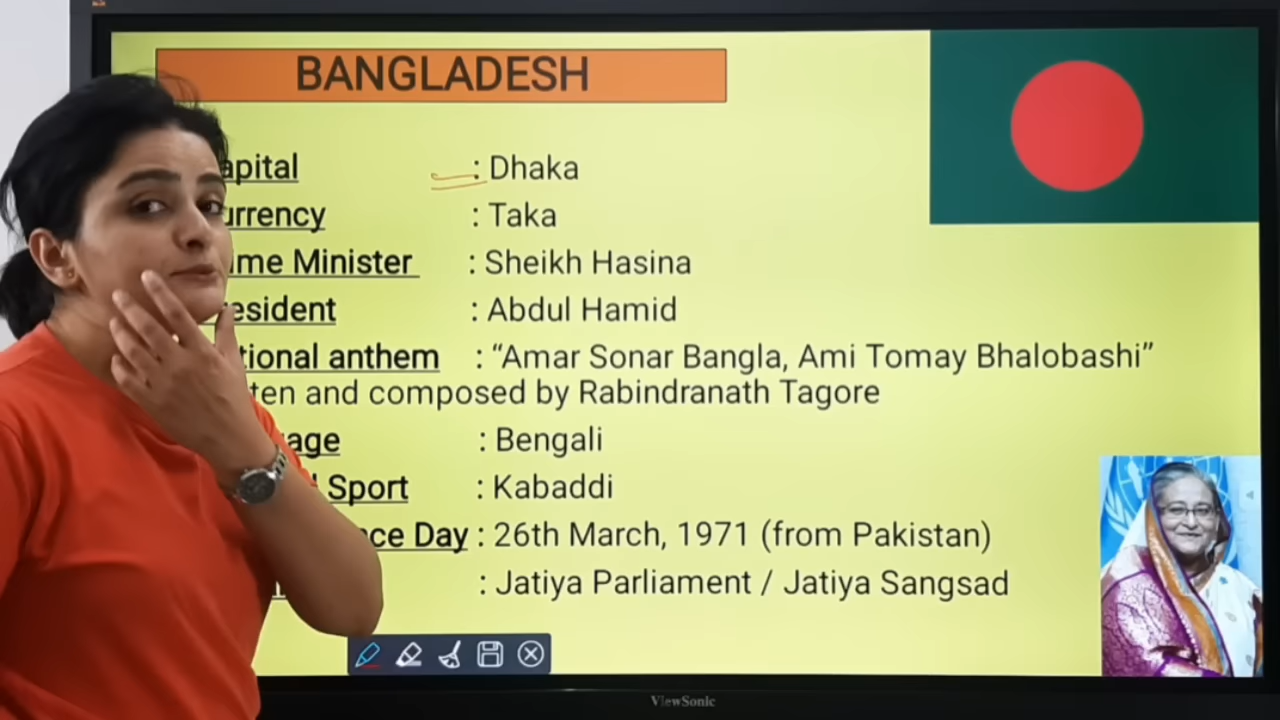 BANGLADESH
apital : Dhaka
urrency : Taka
me Minister : Sheikh Hasina
esident : Abdul Hamid
tional anthem : “Amar Sonar Bangla, Ami Tomay Bhalobashi”
ten and composed by Rabindranath Tagore
age : Bengali
Sport : Kabaddi
ce Day : 26th March, 1971 (from Pakistan)
: Jatiya Parliament / Jatiya Sangsad
ViewSonic